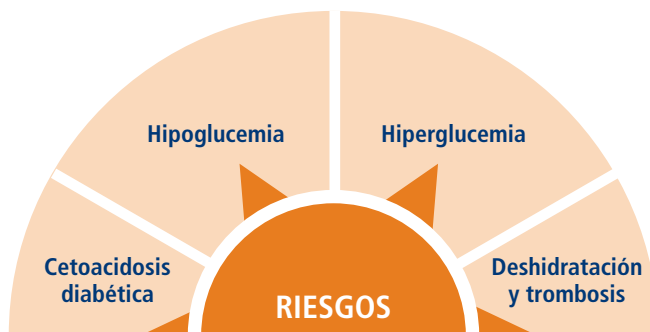 Hipoglucemia
Hiperglucemia
Cetoacidosis
diabética
Deshidratación
y trombosis
RIESGOS